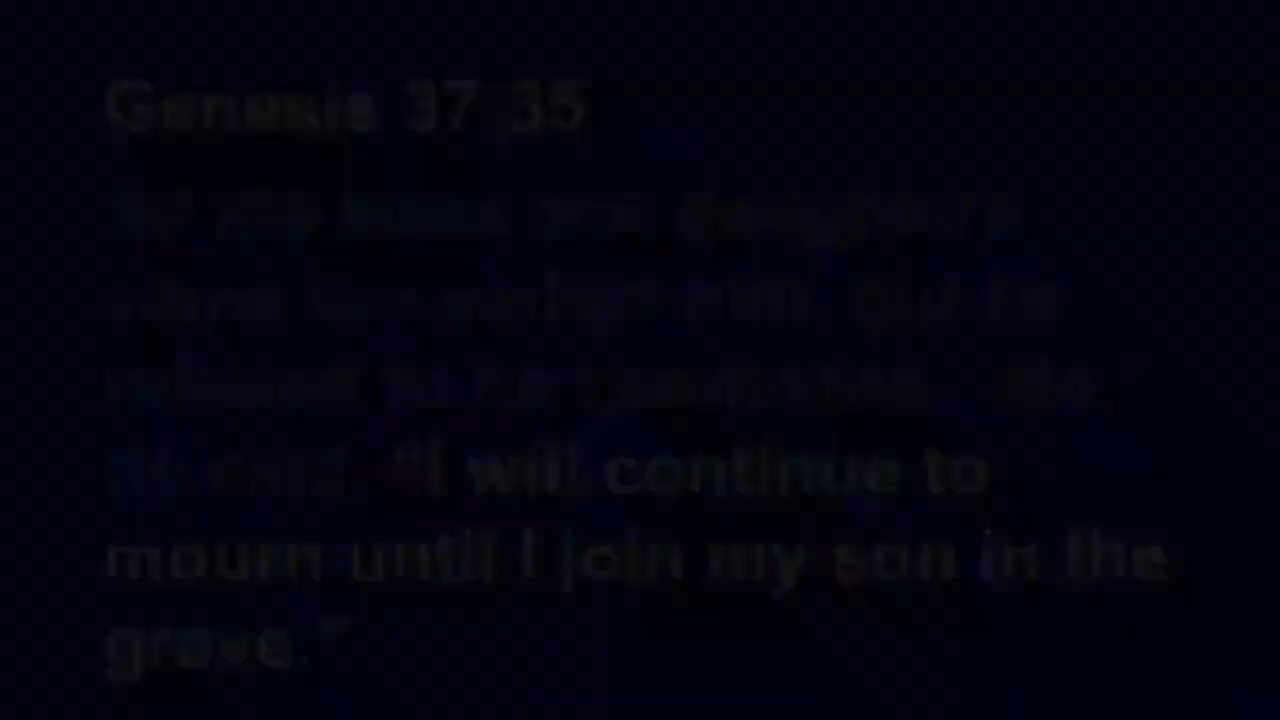 Genesis 37 35
All his sons and daughters
came to comfort him, but he
refused to be comforted. "No,"
he said, "I will continue to
mourn until I join my son in the
grave."